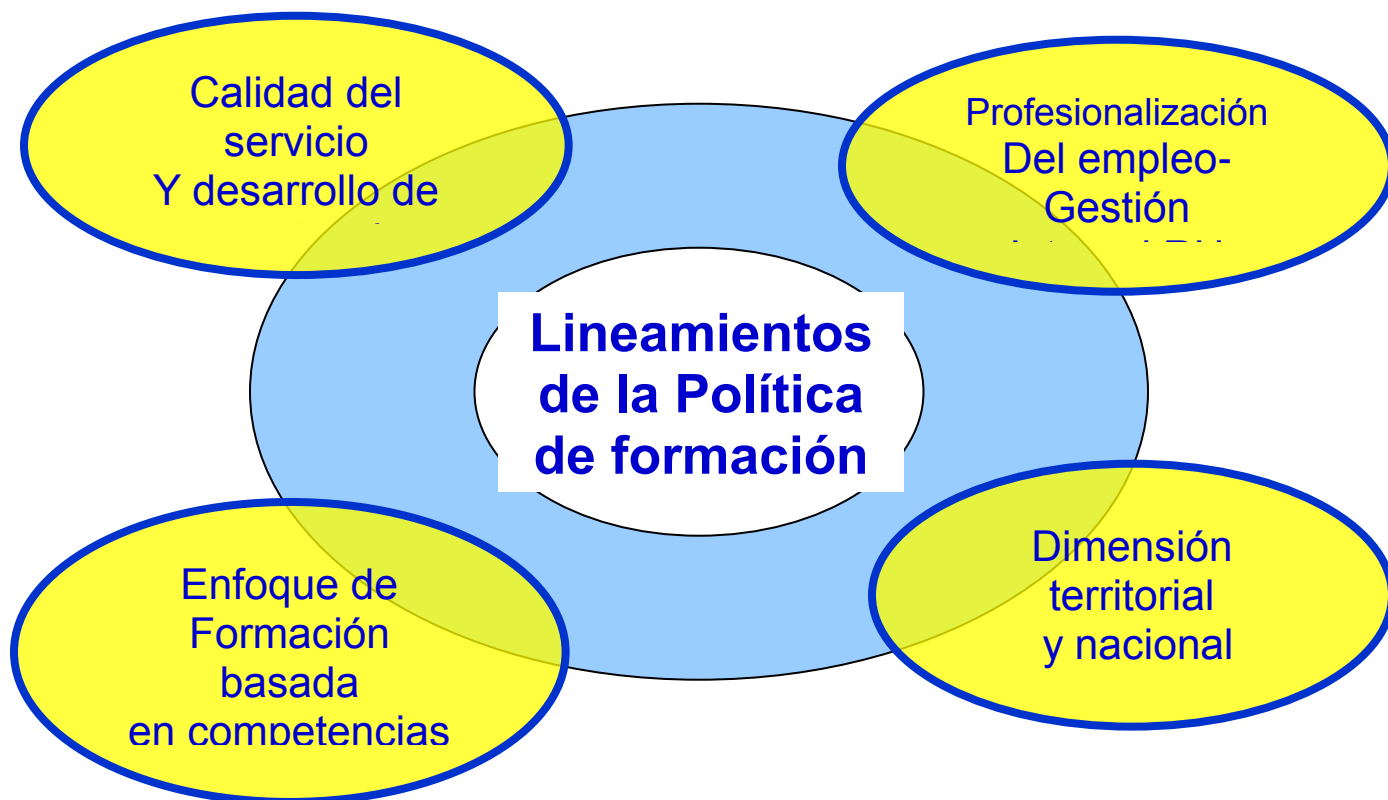 Calidad del
servicio
Y desarrollo de
Profesionalización
Del empleo-
Gestión
Lineamientos
de la Política
de formación
Enfoque de
Formación
basada
en competencias
Dimensión
territorial
y nacional